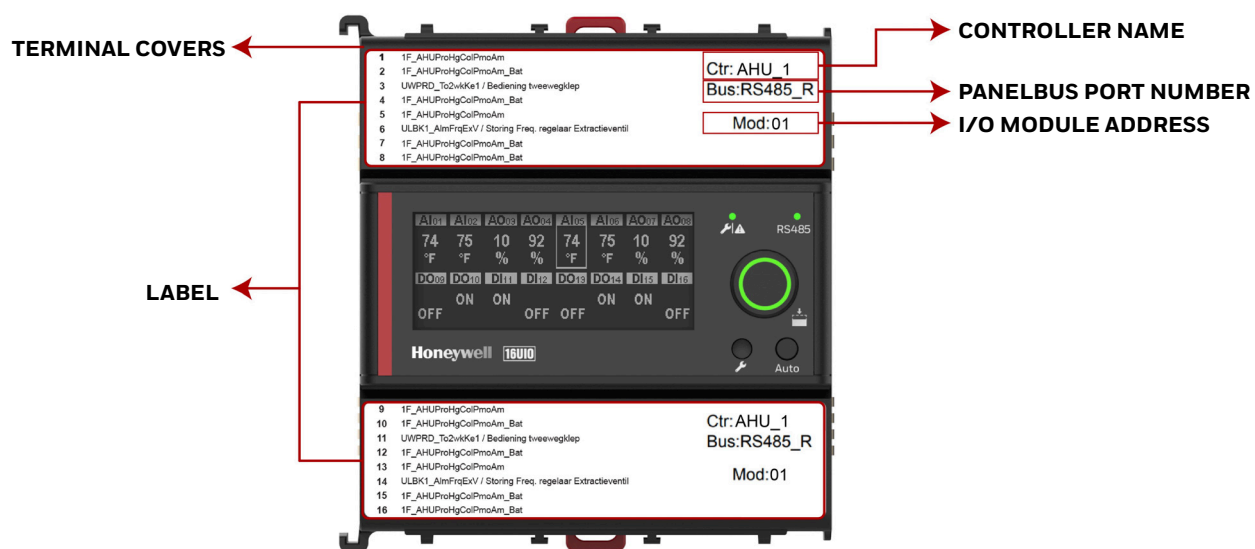 TERMINAL COVERS
CONTROLLER NAME
PANELBUS PORT NUMBER
I/O MODULE ADDRESS
LABEL
1 1F_AHUProHgColPmoAm
2 1F_AHUProHgColPmoAm_Bat
3 UWPRD_To2wkKe1 / Bediening tweewegklep
4 1F_AHUProHgColPmoAm_Bat
5 1F_AHUProHgColPmoAm
6 ULBK1_AlmFrqExV / Storing Freq. regelaar Extractieventil
7 1F_AHUProHgColPmoAm_Bat
8 1F_AHUProHgColPmoAm_Bat
Ctr: AHU_1
Bus:RS485_R
Mod:01
AI01 AI02 AO03 AO04 AI05 AI06 AO07 AO08
74 75 10 92 74 75 10 92
°F °F % % °F °F % %
DO09 DO10 DI11 DI12 DO13 DO14 DI15 DI16
ON ON ON ON
OFF OFF OFF OFF
RS485
Honeywell 16UIO
Auto
9 1F_AHUProHgColPmoAm
10 1F_AHUProHgColPmoAm_Bat
11 UWPRD_To2wkKe1 / Bediening tweewegklep
12 1F_AHUProHgColPmoAm_Bat
13 1F_AHUProHgColPmoAm
14 ULBK1_AlmFrqExV / Storing Freq. regelaar Extractieventil
15 1F_AHUProHgColPmoAm_Bat
16 1F_AHUProHgColPmoAm_Bat
Ctr: AHU_1
Bus:RS485_R
Mod:01